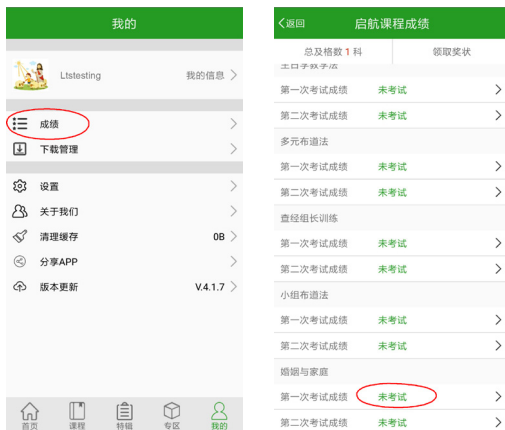 我的
Ltstesting
我的信息
成绩
下载管理
设置
关于我们
清理缓存
0B
分享APP
版本更新
V.4.1.7
首页
课程
特辑
专区
我的
返回
启航课程成绩
总及格数 1 科
领取奖状
主日学教学法
第一次考试成绩 未考试
第二次考试成绩 未考试
多元布道法
第一次考试成绩 未考试
第二次考试成绩 未考试
查经组长训练
第一次考试成绩 未考试
第二次考试成绩 未考试
小组布道法
第一次考试成绩 未考试
第二次考试成绩 未考试
婚姻与家庭
第一次考试成绩 未考试
第二次考试成绩 未考试